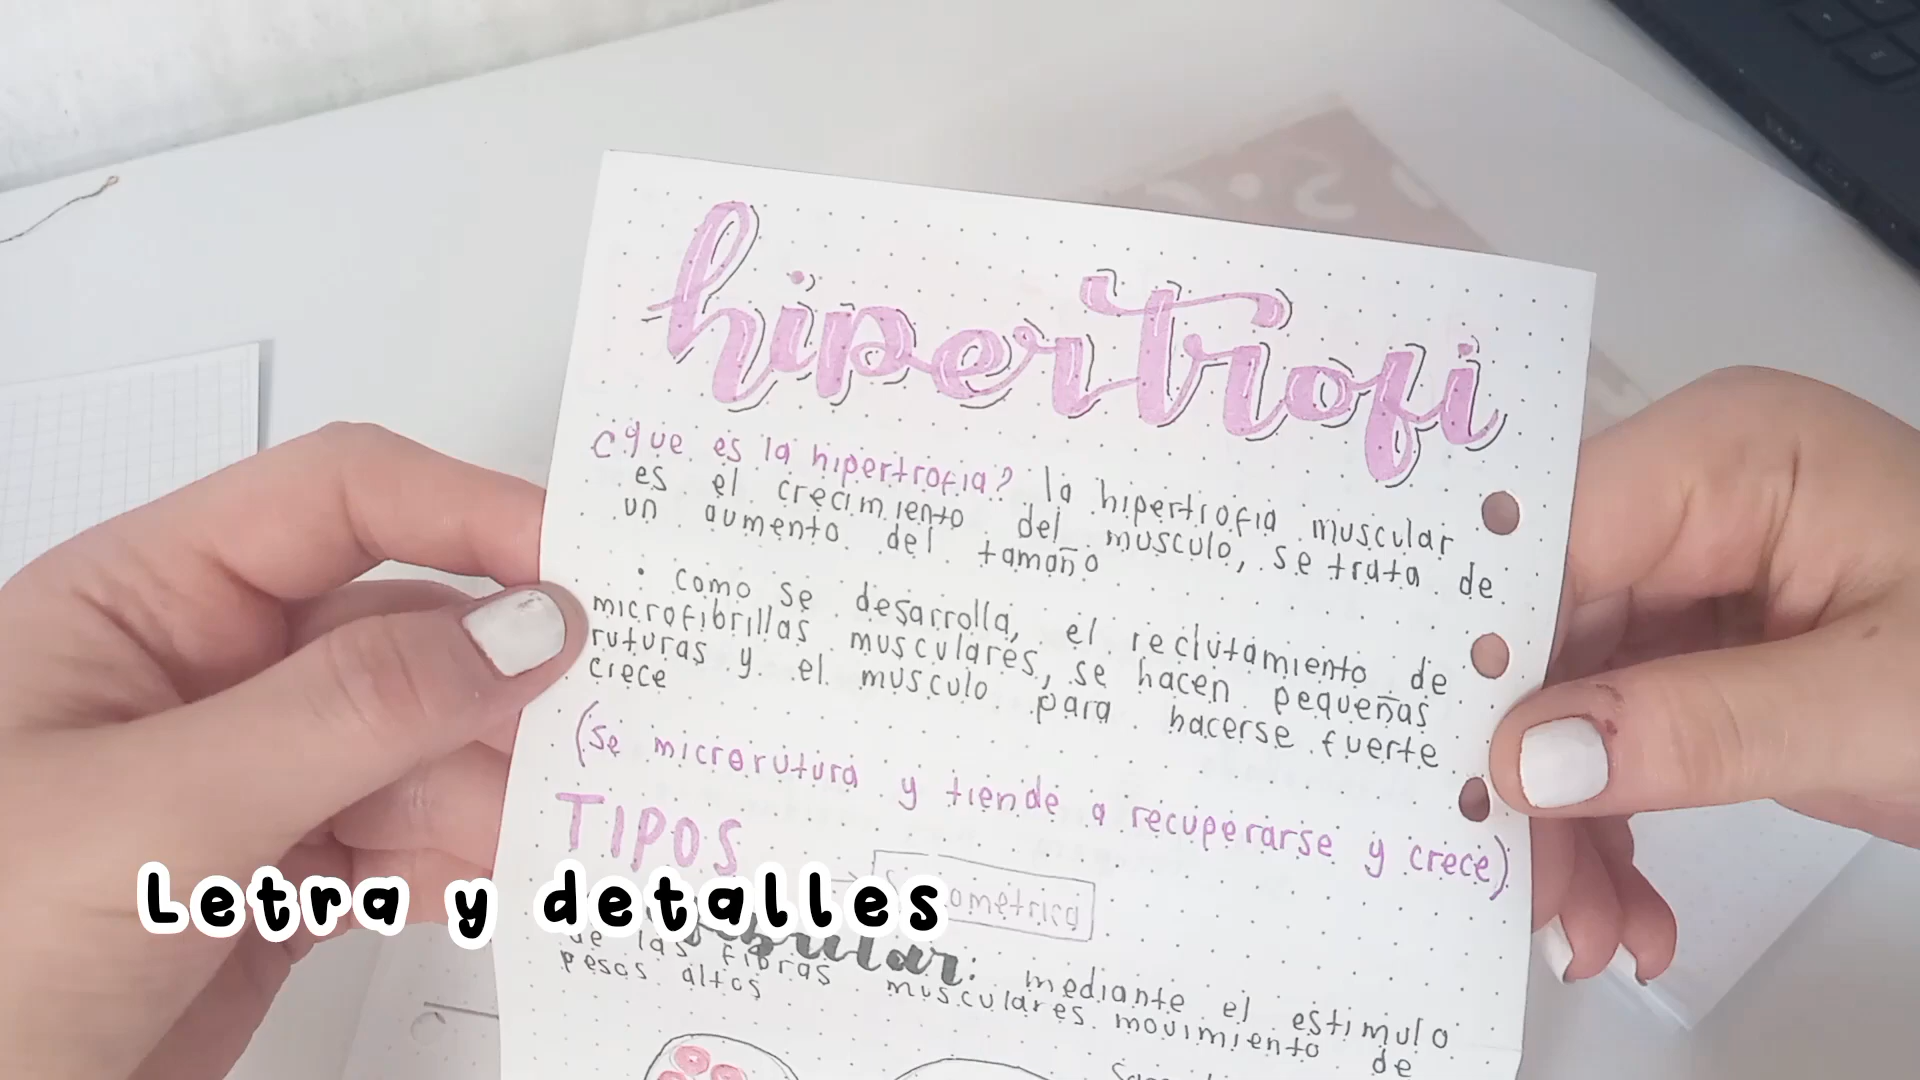 hipertrofi
¿que es la hipertrofia? la hipertrofia muscular
es el crecimiento del musculo, se trata de
un aumento del tamaño
• como se desarrolla, el reclutamiento de
microfibrillas musculares, se hacen pequeñas
ruturas y el musculo para hacerse fuerte
crece
(se microrutura y tiende a recuperarse y crece)
TIPOS
Letra y detalles
: mediante el estimulo
de las fibras musculares movimiento de
pesos altos